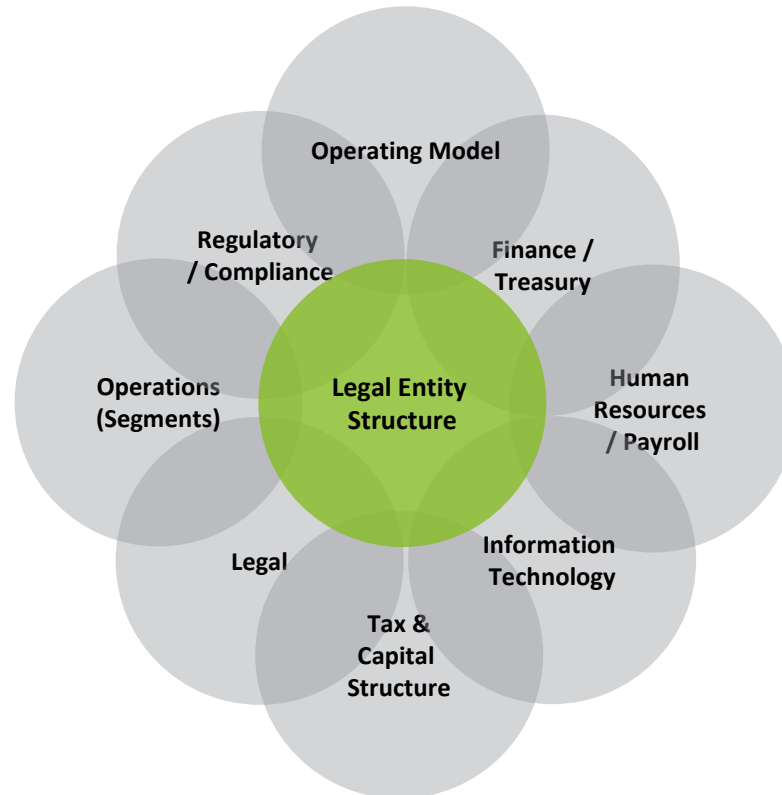 Operating Model
Regulatory
/ Compliance
Finance /
Treasury
Operations
(Segments)
Legal Entity
Structure
Human
Resources
/ Payroll
Legal
Information
Technology
Tax &
Capital
Structure